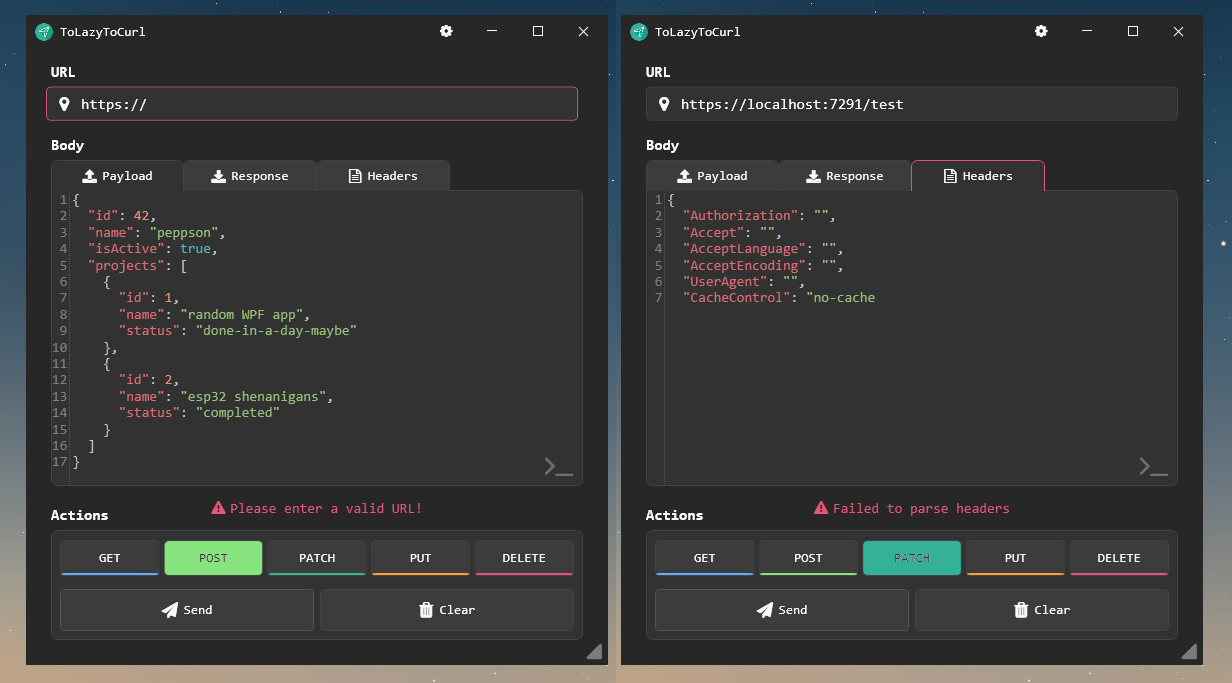 ToLazyToCurl
URL
https://
Body
Payload Response Headers
1 {
2   "id": 42,
3   "name": "peppson",
4   "isActive": true,
5   "projects": [
6     {
7       "id": 1,
8       "name": "random WPF app",
9       "status": "done-in-a-day-maybe"
10     },
11     {
12       "id": 2,
13       "name": "esp32 shenanigans",
14       "status": "completed"
15     }
16   ]
17 }
Please enter a valid URL!
Actions
GET POST PATCH PUT DELETE
Send Clear
ToLazyToCurl
URL
https://localhost:7291/test
Body
Payload Response Headers
1 {
2   "Authorization": "",
3   "Accept": "",
4   "AcceptLanguage": "",
5   "AcceptEncoding": "",
6   "UserAgent": "",
7   "CacheControl": "no-cache
Failed to parse headers
Actions
GET POST PATCH PUT DELETE
Send Clear